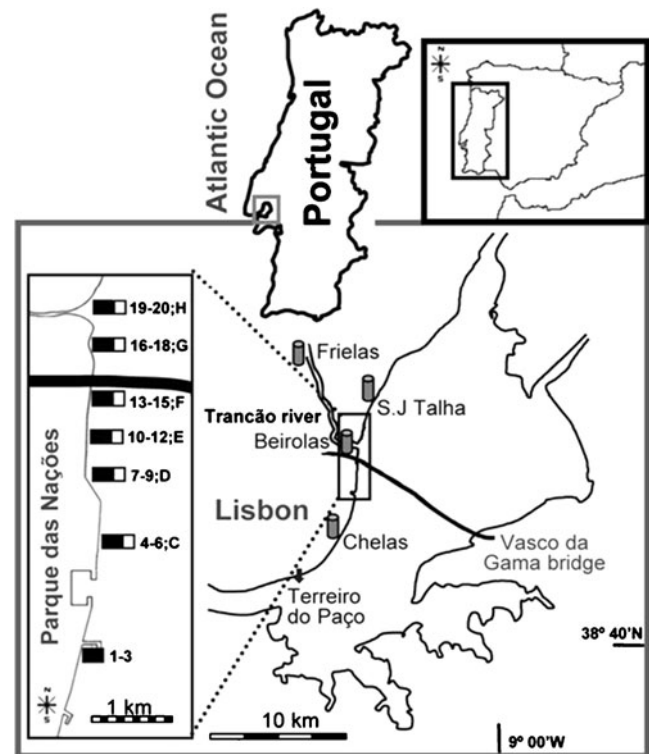 Atlantic Ocean
Portugal
N
S
19-20;H
16-18;G
13-15;F
10-12;E
7-9;D
4-6;C
1-3
Parque das Nações
N
S
1 km
Frielas
S.J Talha
Trancão river
Beirolas
Lisbon
Chelas
Vasco da
Gama bridge
Terreiro
do Paço
38º 40'N
10 km
9º 00'W